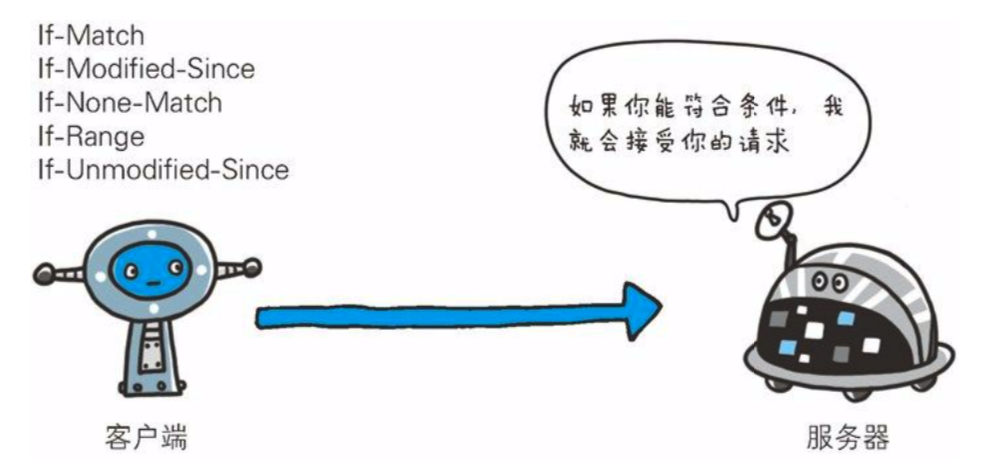 If-Match
If-Modified-Since
If-None-Match
If-Range
If-Unmodified-Since
如果你能符合条件，我
就会接受你的请求
客户端
服务器